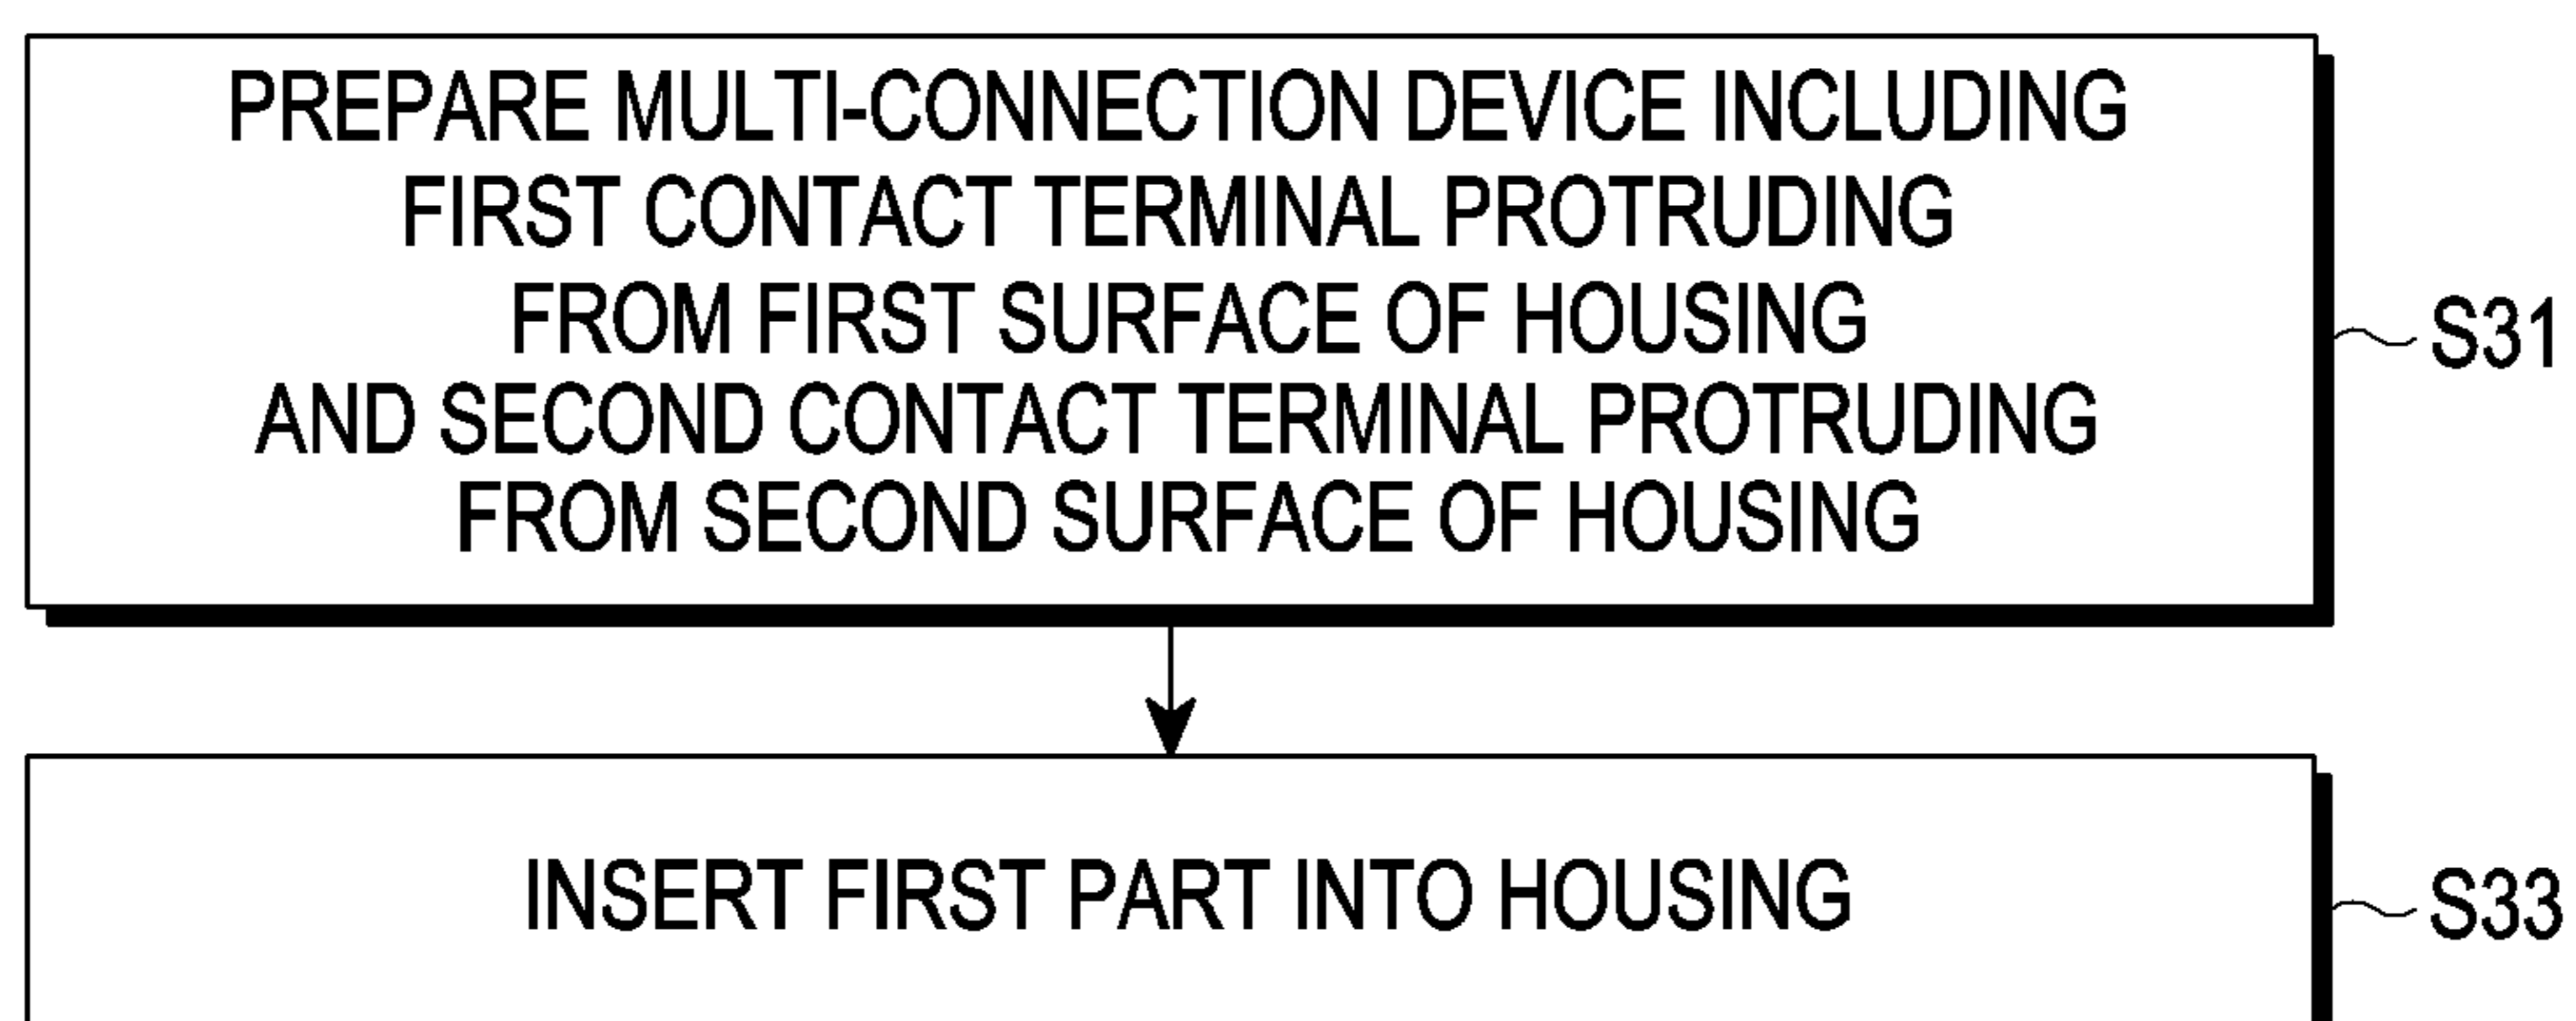 PREPARE MULTI-CONNECTION DEVICE INCLUDING
FIRST CONTACT TERMINAL PROTRUDING
FROM FIRST SURFACE OF HOUSING
AND SECOND CONTACT TERMINAL PROTRUDING
FROM SECOND SURFACE OF HOUSING
S31
INSERT FIRST PART INTO HOUSING
S33